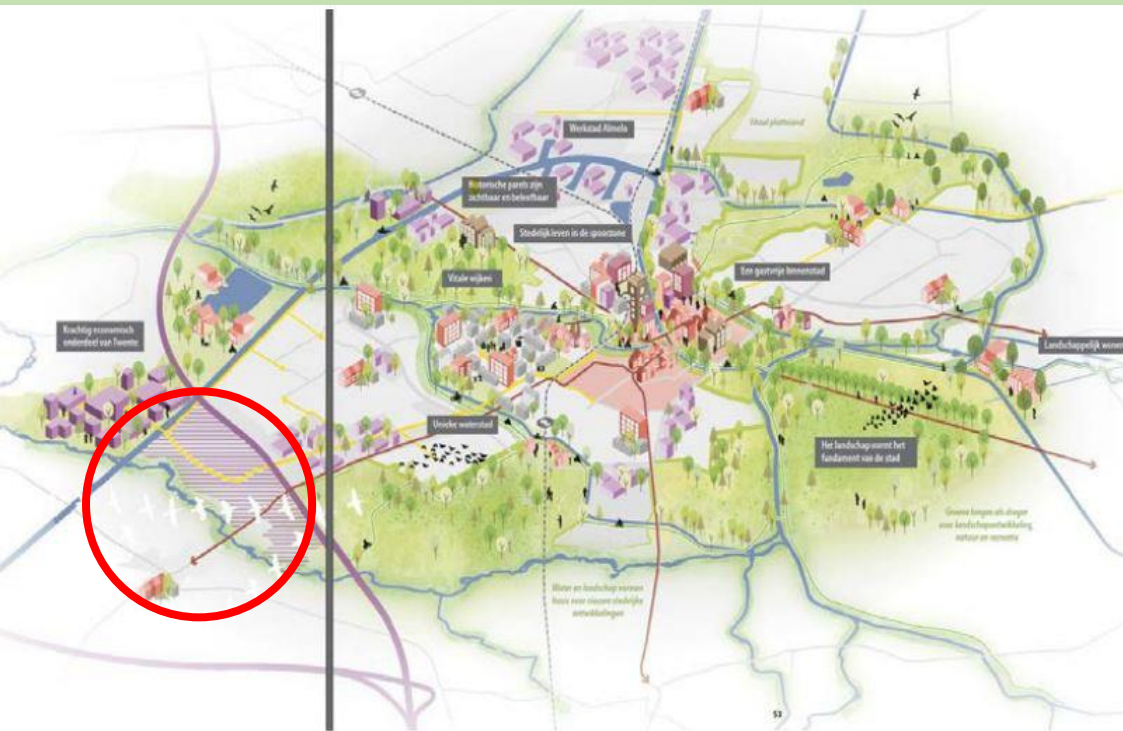 Werkstad Almelo
Vitaal platteland
Historische parels zijn
zichtbaar en beleefbaar
Stedelijk leven in de spoorzone
Een gastvrije binnenstad
Vitale wijken
Krachtig economisch
onderdeel van Twente
Landschappelijk wonen
Unieke waterstad
Het landschap vormt het
fundament van de stad
Groene longen als drager
voor landschapsontwikkeling,
natuur en recreatie
Water en landschap vormen
basis voor nieuwe stedelijke
ontwikkelingen
53